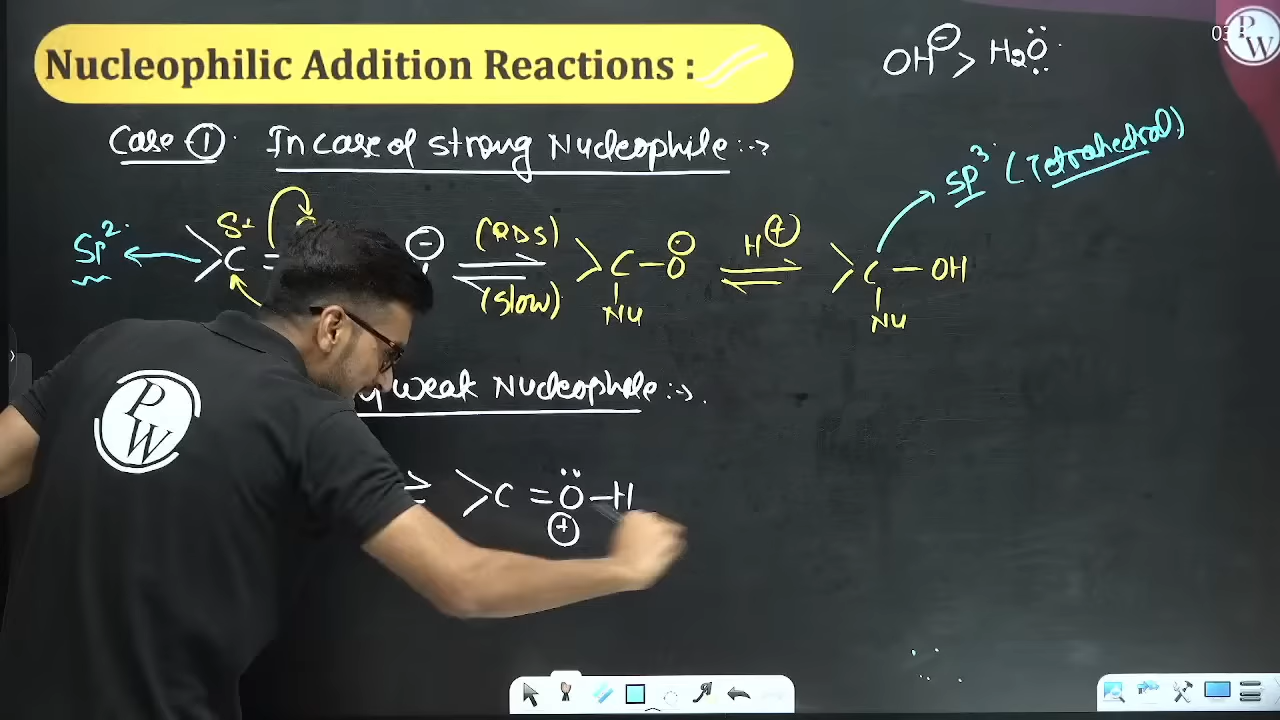 Nucleophilic Addition Reactions :
OH⊖ > H₂Ö
PW
Case-① In case of strong Nucleophile :→
Sp² ← >C= δ+ ⊖ (RDS) ⇌ (slow) >C—O⊖ ⇌ H⊕ >C—OH → sp³ (Tetrahedral)
Nu Nu
weak Nucleophile :→.
⇌ >C=Ö—H
⊕
PW